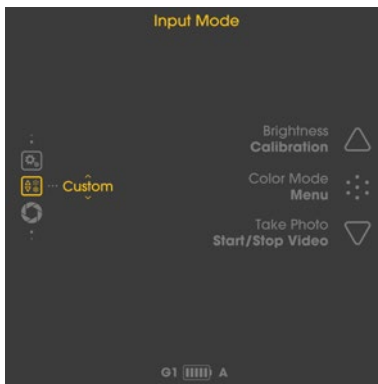 Input Mode
Brightness
Calibration
Custom
Color Mode
Menu
Take Photo
Start/Stop Video
G1 A